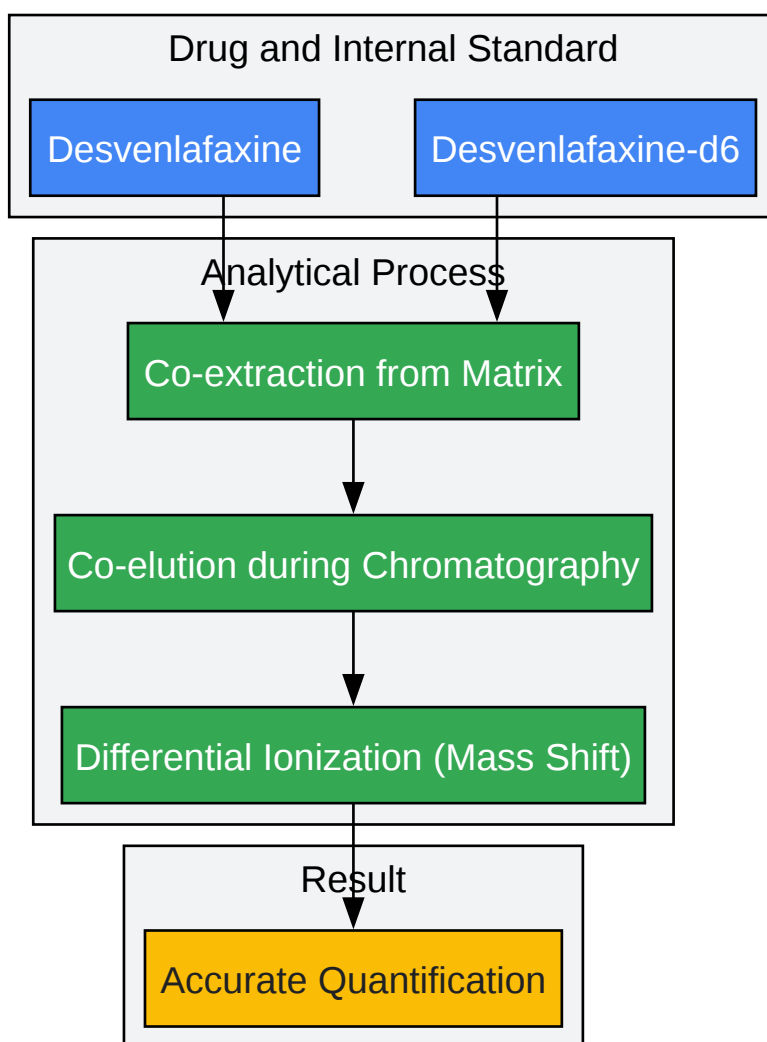 Drug and Internal Standard
Desvenlafaxine
Desvenlafaxine-d6
Analytical Process
Co-extraction from Matrix
Co-elution during Chromatography
Differential Ionization (Mass Shift)
Result
Accurate Quantification